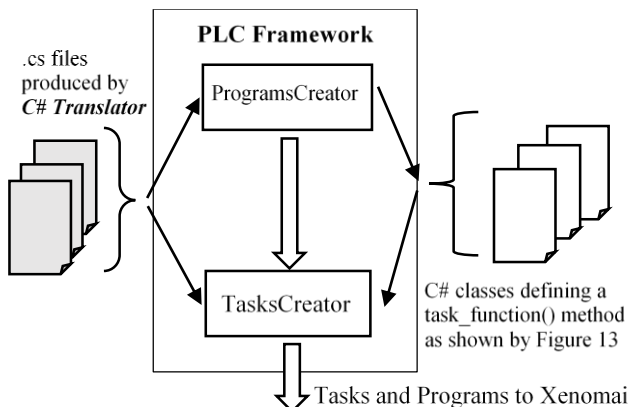 PLC Framework
.cs files
produced by
C# Translator
ProgramsCreator
TasksCreator
C# classes defining a
task_function() method
as shown by Figure 13
Tasks and Programs to Xenomai